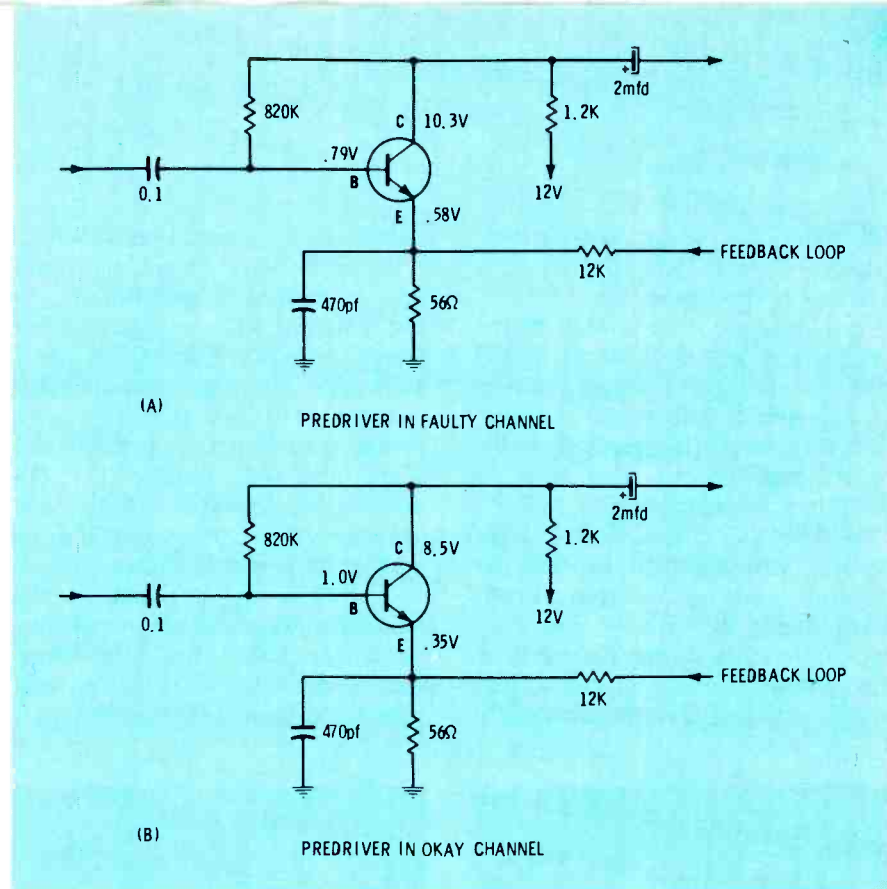 2mfd
820K
1.2K
C 10.3V
.79V
12V
B
0.1
E .58V
FEEDBACK LOOP
12K
470pf
56Ω
(A)
PREDRIVER IN FAULTY CHANNEL
2mfd
820K
1.2K
C 8.5V
1.0V
12V
B
0.1
E .35V
FEEDBACK LOOP
12K
470pf
56Ω
(B)
PREDRIVER IN OKAY CHANNEL